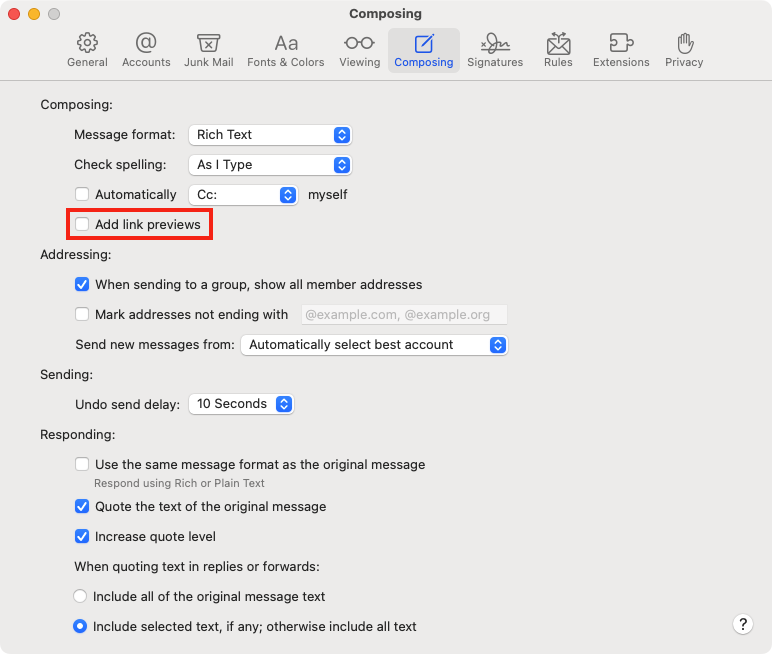 Composing
General Accounts Junk Mail Fonts & Colors Viewing Composing Signatures Rules Extensions Privacy
Composing:
Message format: Rich Text
Check spelling: As I Type
Automatically Cc: myself
Add link previews
Addressing:
When sending to a group, show all member addresses
Mark addresses not ending with @example.com, @example.org
Send new messages from: Automatically select best account
Sending:
Undo send delay: 10 Seconds
Responding:
Use the same message format as the original message
Respond using Rich or Plain Text
Quote the text of the original message
Increase quote level
When quoting text in replies or forwards:
Include all of the original message text
Include selected text, if any; otherwise include all text
?